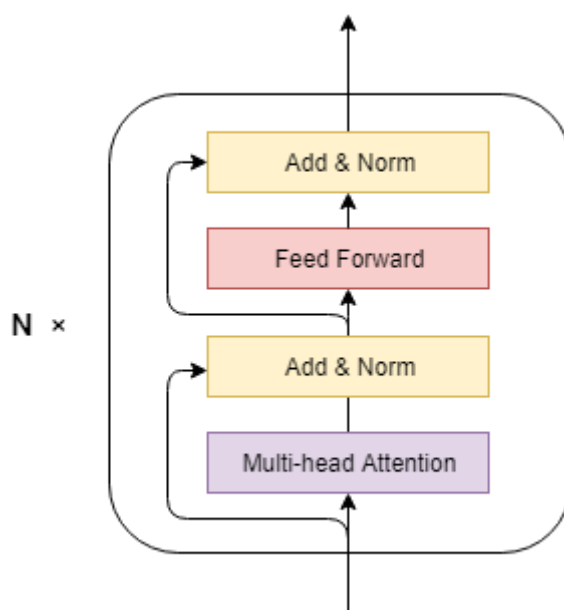 Add & Norm
Feed Forward
N ×
Add & Norm
Multi-head Attention